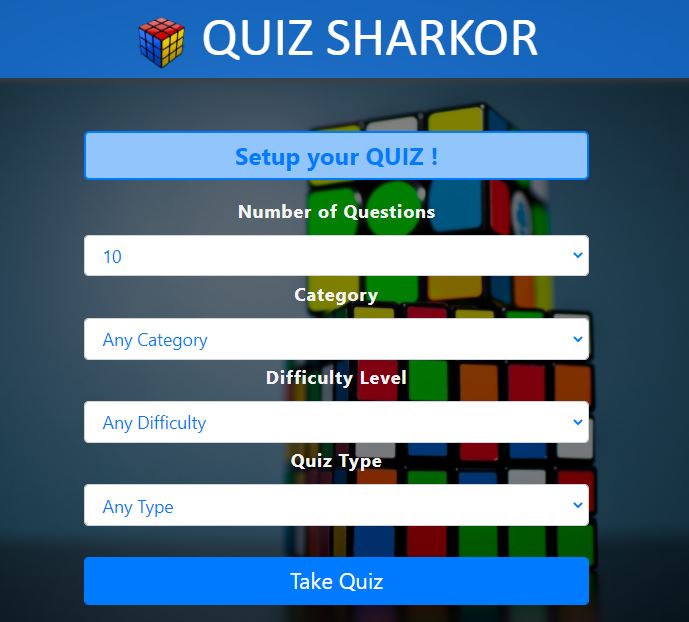 QUIZ SHARKOR
Setup your QUIZ !
Number of Questions
10
Category
Any Category
Difficulty Level
Any Difficulty
Quiz Type
Any Type
Take Quiz